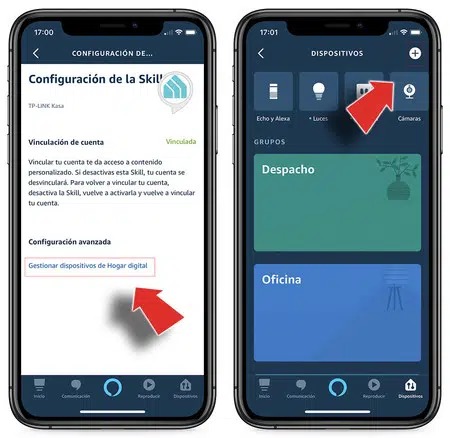 17:00
CONFIGURACIÓN DE...
Configuración de la Skill
TP-LINK Kasa
Vinculación de cuenta
Vinculada
Vincular tu cuenta te da acceso a contenido
personalizado. Si desactivas esta Skill, tu cuenta se
desvinculará. Para volver a vincular tu cuenta,
desactiva la Skill, vuelve a activarla y vuelve a vincular
tu cuenta.
Configuración avanzada
Gestionar dispositivos de Hogar digital
Inicio
Comunicación
Reproduce
Dispositivos
17:01
DISPOSITIVOS
Echo y Alexa
+ Luces
Cámaras
GRUPOS
Despacho
Oficina
Inicio
Comunicación
Reproduce
Dispositivos